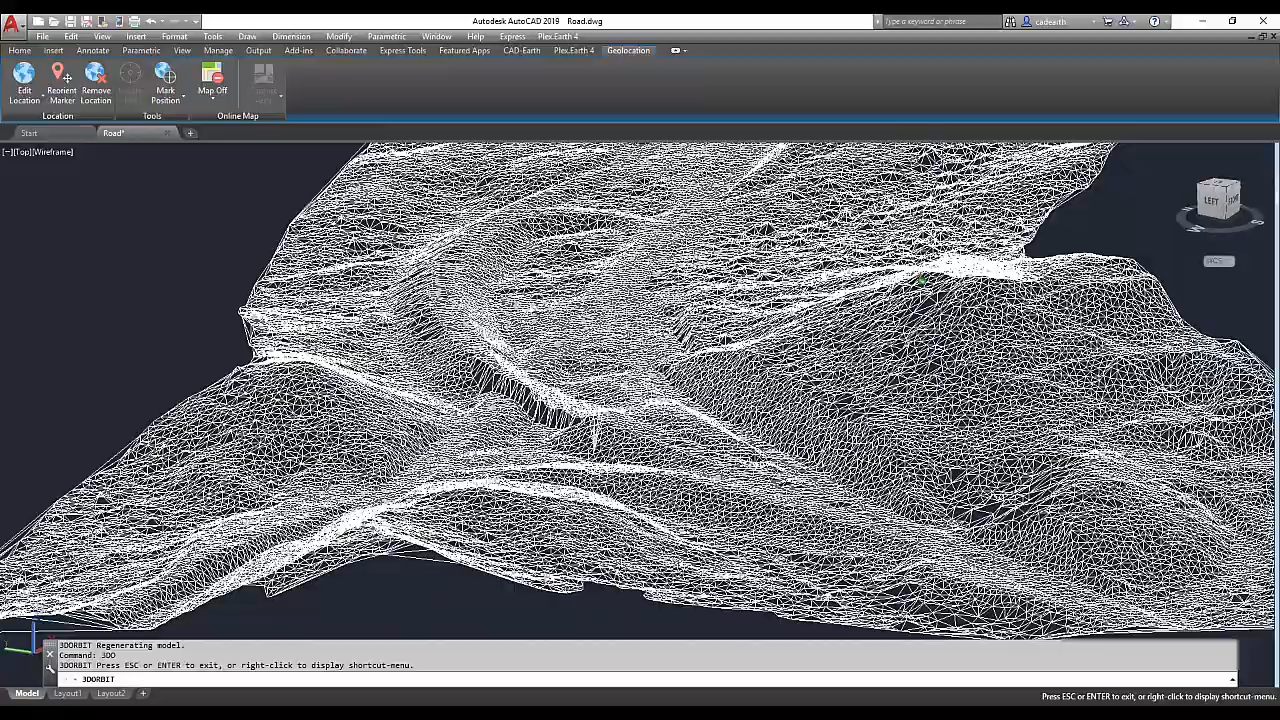 Autodesk AutoCAD 2019   Road.dwg
Type a keyword or phrase
cadearth
File Edit View Insert Format Tools Draw Dimension Modify Parametric Window Help Express Plex.Earth 4
Home Insert Annotate Parametric View Manage Output Add-ins Collaborate Express Tools Featured Apps CAD-Earth Plex.Earth 4 Geolocation
Edit Location
Reorient Marker
Remove Location
Mark Position
Map Off
Location
Tools
Online Map
Start
Road*
[−][Top][Wireframe]
LEFT
3DORBIT Regenerating model.
Command: 3DO
3DORBIT Press ESC or ENTER to exit, or right-click to display shortcut-menu.
- 3DORBIT
Model Layout1 Layout2 +
Press ESC or ENTER to exit, or right-click to display shortcut-menu.